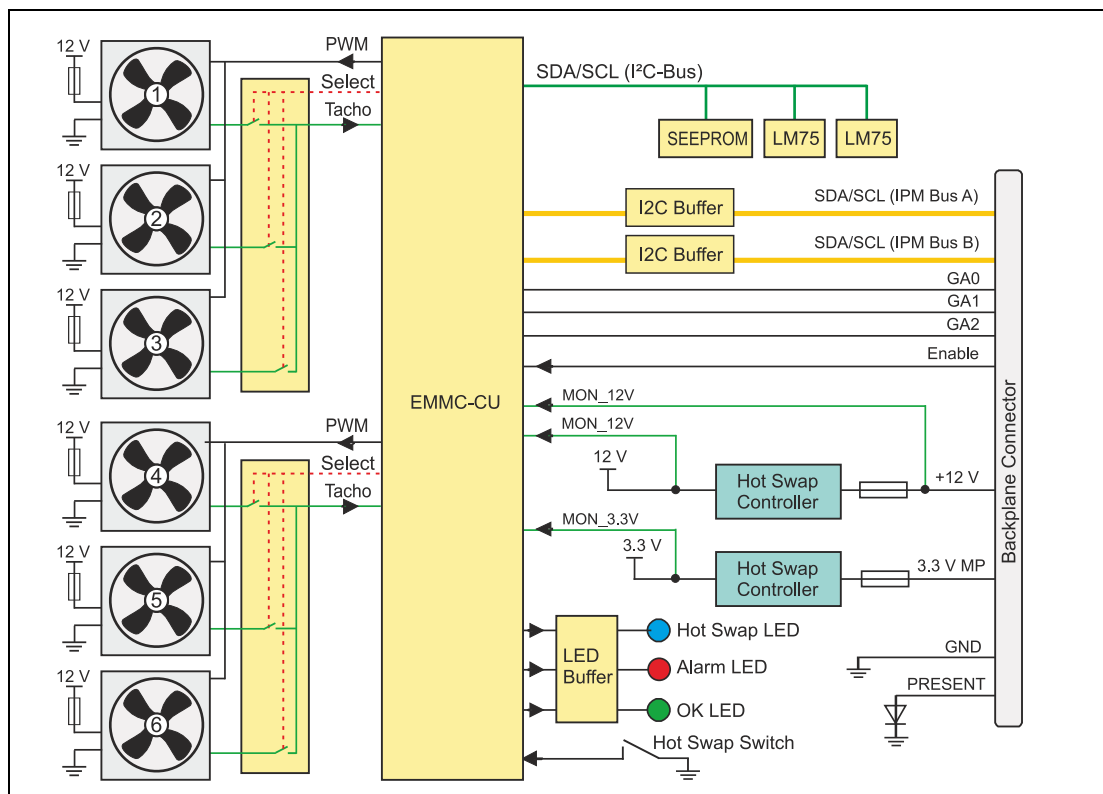 12 V
1
12 V
2
12 V
3
12 V
4
12 V
5
12 V
6
PWM
Select
Tacho
PWM
Select
Tacho
EMMC-CU
SDA/SCL (I²C-Bus)
SEEPROM
LM75
LM75
I2C Buffer
SDA/SCL (IPM Bus A)
I2C Buffer
SDA/SCL (IPM Bus B)
GA0
GA1
GA2
Enable
MON_12V
MON_12V
12 V
Hot Swap
Controller
+12 V
MON_3.3V
3.3 V
Hot Swap
Controller
3.3 V MP
LED
Buffer
Hot Swap LED
Alarm LED
OK LED
Hot Swap Switch
GND
PRESENT
Backplane Connector